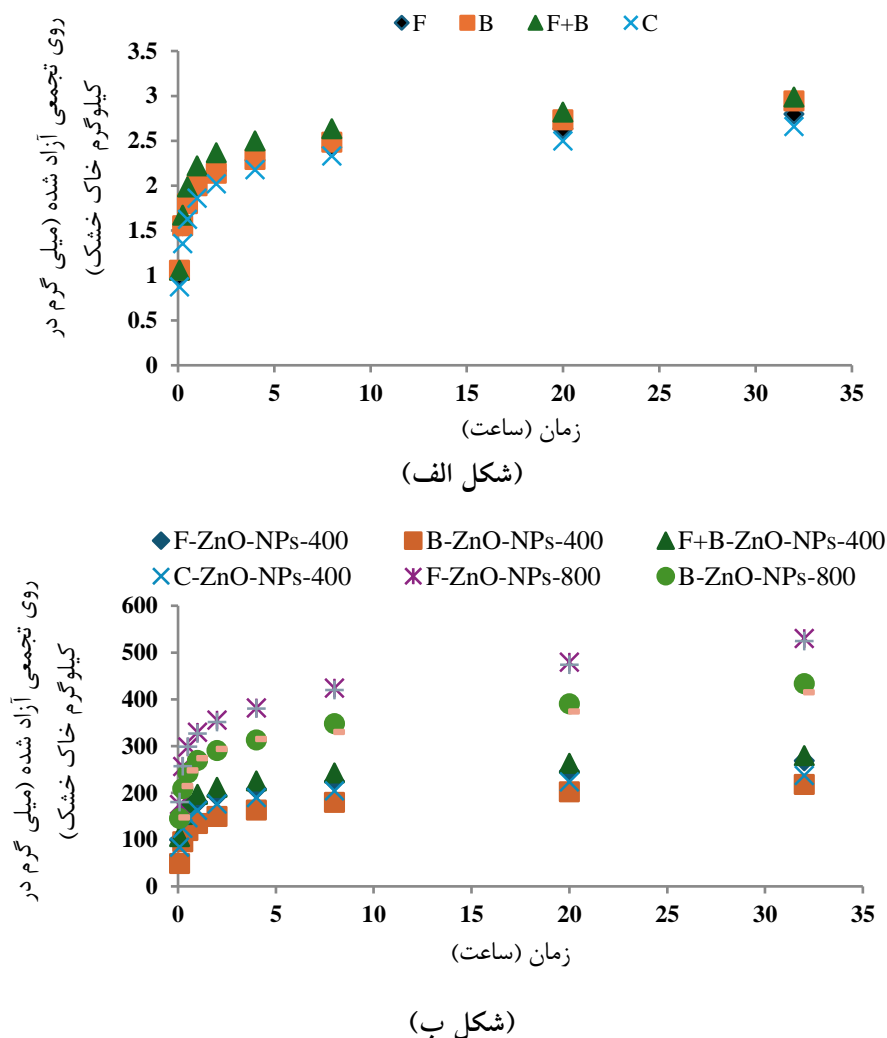 F B F+B C
روی تجمعی آزاد شده (میلی گرم در
کیلوگرم خاک خشک)
3.5
3
2.5
2
1.5
1
0.5
0
0 5 10 15 20 25 30 35
زمان (ساعت)
(شکل الف)
F-ZnO-NPs-400 B-ZnO-NPs-400 F+B-ZnO-NPs-400
C-ZnO-NPs-400 F-ZnO-NPs-800 B-ZnO-NPs-800
روی تجمعی آزاد شده (میلی گرم در
کیلوگرم خاک خشک)
600
500
400
300
200
100
0
0 5 10 15 20 25 30 35
زمان (ساعت)
(شکل ب)